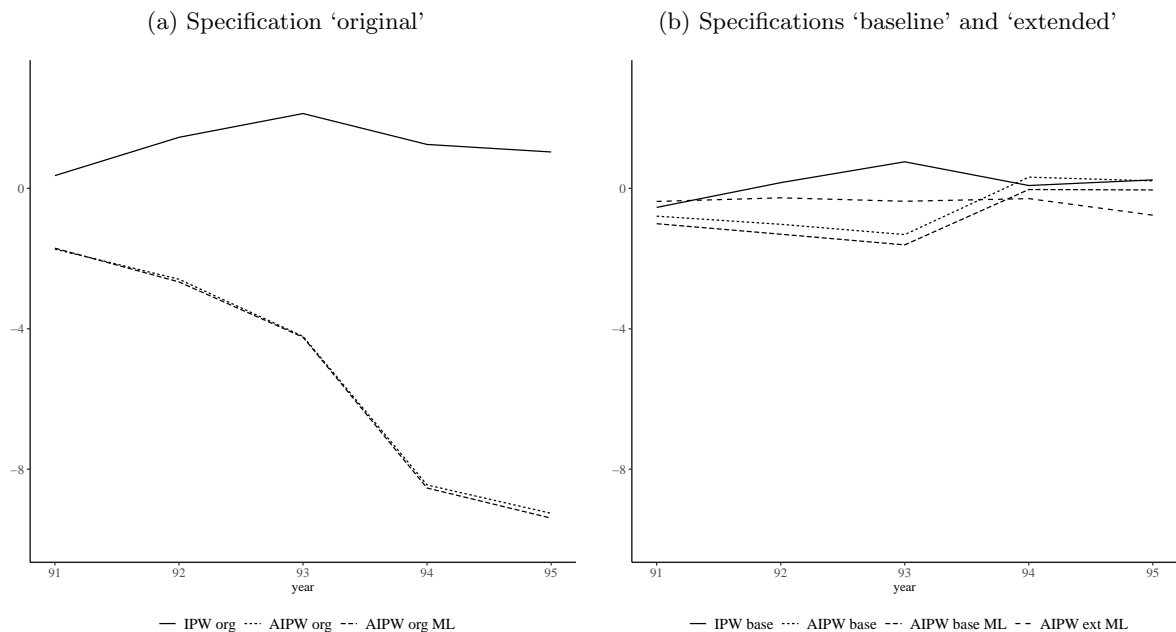 (a) Specification ‘original’
0
−4
−8
91 92 93 94 95
year
IPW org AIPW org AIPW org ML
(b) Specifications ‘baseline’ and ‘extended’
0
−4
−8
91 92 93 94 95
year
IPW base AIPW base AIPW base ML AIPW ext ML